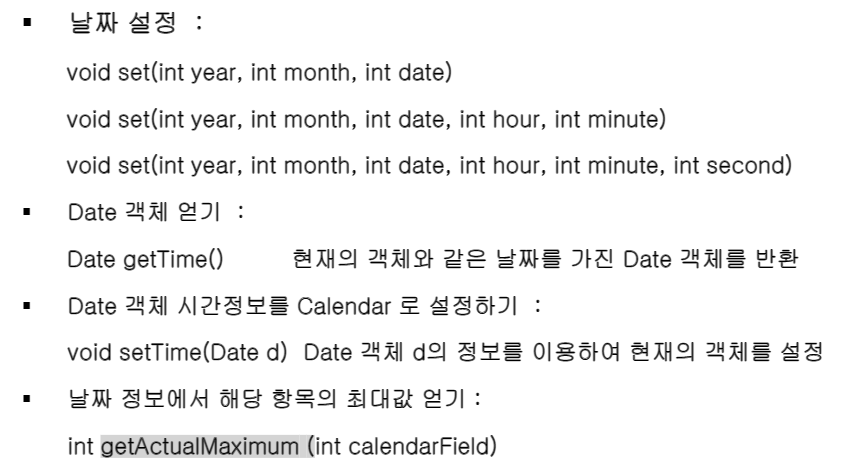 ▪ 날짜 설정 :
void set(int year, int month, int date)
void set(int year, int month, int date, int hour, int minute)
void set(int year, int month, int date, int hour, int minute, int second)
▪ Date 객체 얻기 :
Date getTime() 현재의 객체와 같은 날짜를 가진 Date 객체를 반환
▪ Date 객체 시간정보를 Calendar 로 설정하기 :
void setTime(Date d) Date 객체 d의 정보를 이용하여 현재의 객체를 설정
▪ 날짜 정보에서 해당 항목의 최대값 얻기 :
int getActualMaximum (int calendarField)